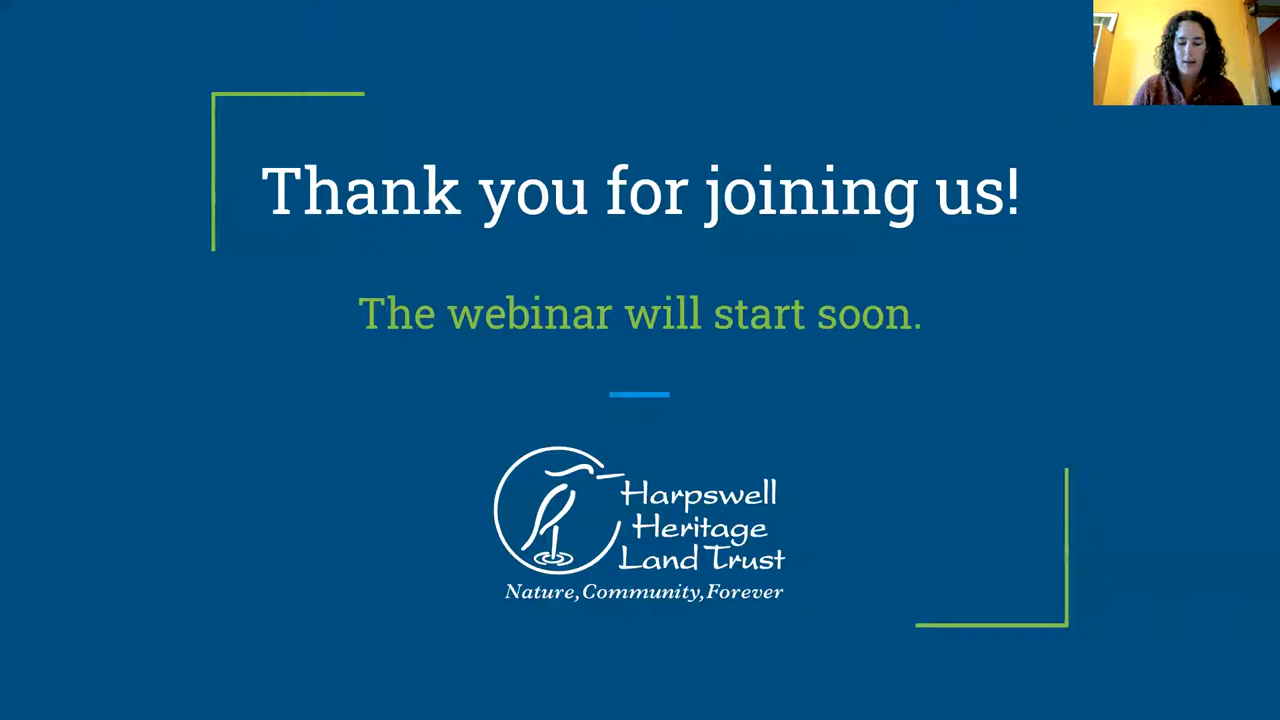 Thank you for joining us!
The webinar will start soon.
Harpswell
Heritage
Land Trust
Nature, Community, Forever